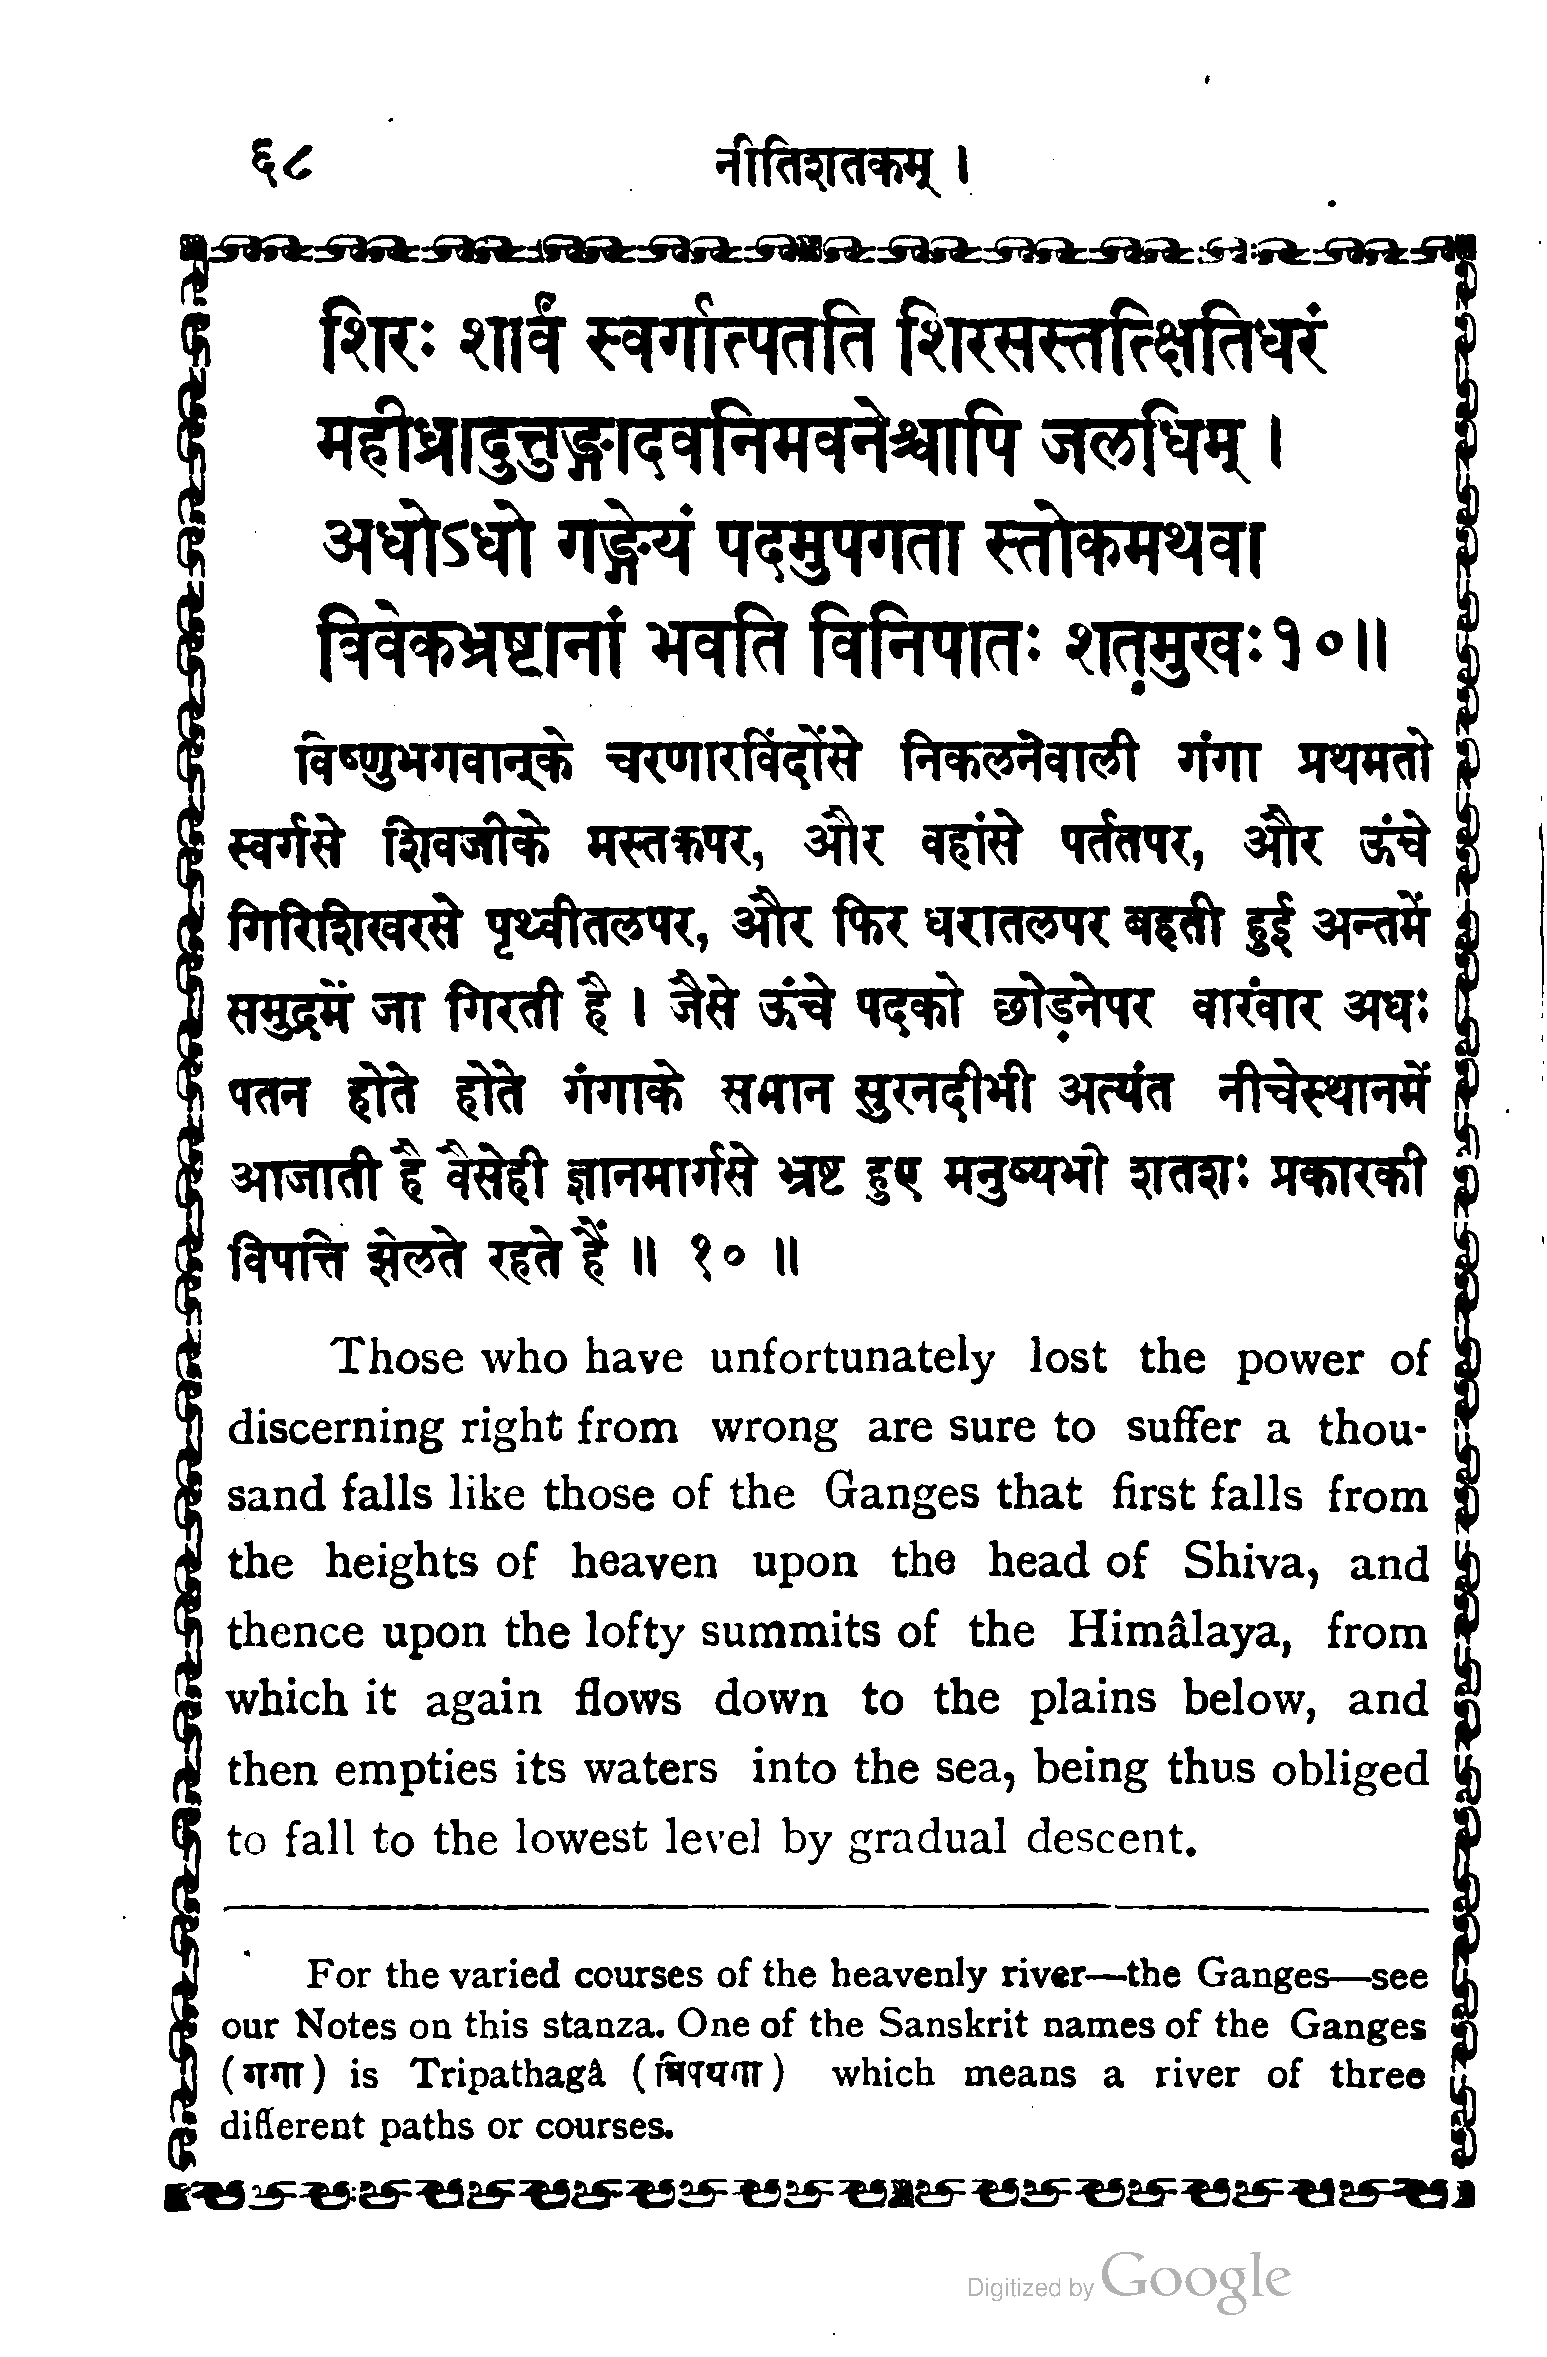 ६८ नीतिशतकम् ।
शिरः शार्वं स्वर्गात्पतति शिरसस्तत्क्षितिधरं
महीध्रादुत्तुङ्गादवनिमवनेश्चापि जलधिम् ।
अधोऽधो गङ्गेयं पदमुपगता स्तोकमथवा
विवेकभ्रष्टानां भवति विनिपातः शतमुखः१०॥
विष्णुभगवान्‌के चरणारविंदोंसे निकलनेवाली गंगा प्रथमतो
स्वर्गसे शिवजीके मस्तकपर, और वहांसे पर्ततपर, और ऊंचे
गिरिशिखरसे पृथ्वीतलपर, और फिर धरातलपर बहती हुई अन्तमें
समुद्रमें जा गिरती है । जैसे ऊंचे पदको छोड़नेपर वारंवार अधः
पतन होते होते गंगाके समान सुरनदीभी अत्यंत नीचेस्थानमें
आजाती है वैसेही ज्ञानमार्गसे भ्रष्ट हुए मनुष्यभी शतशः प्रकारकी
विपत्ति झेलते रहते हैं ॥ १० ॥
Those who have unfortunately lost the power of
discerning right from wrong are sure to suffer a thou-
sand falls like those of the Ganges that first falls from
the heights of heaven upon the head of Shiva, and
thence upon the lofty summits of the Himâlaya, from
which it again flows down to the plains below, and
then empties its waters into the sea, being thus obliged
to fall to the lowest level by gradual descent.
For the varied courses of the heavenly river—the Ganges—see
our Notes on this stanza. One of the Sanskrit names of the Ganges
(गगा) is Tripathagâ (त्रिपथगा) which means a river of three
different paths or courses.
Digitized by Google